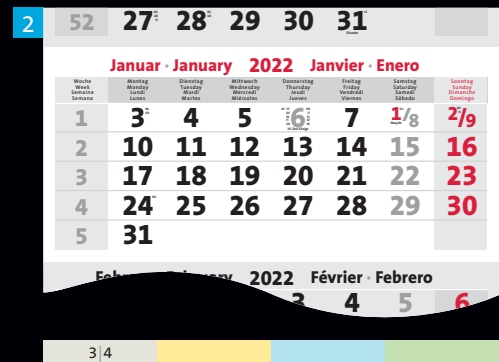 2
52 27 28 29 30 31
Januar · January 2022 Janvier · Enero
Woche Montag Dienstag Mittwoch Donnerstag Freitag Samstag Sonntag
Week Monday Tuesday Wednesday Thursday Friday Saturday Sunday
Semaine Lundi Mardi Mercredi Jeudi Vendredi Samedi Dimanche
Semana Lunes Martes Miércoles Jueves Viernes Sábado Domingo
1 3 4 5 6 7 1/8 2/9
2 10 11 12 13 14 15 16
3 17 18 19 20 21 22 23
4 24 25 26 27 28 29 30
5 31
2022 Février · Febrero
3 4 5 6
3|4